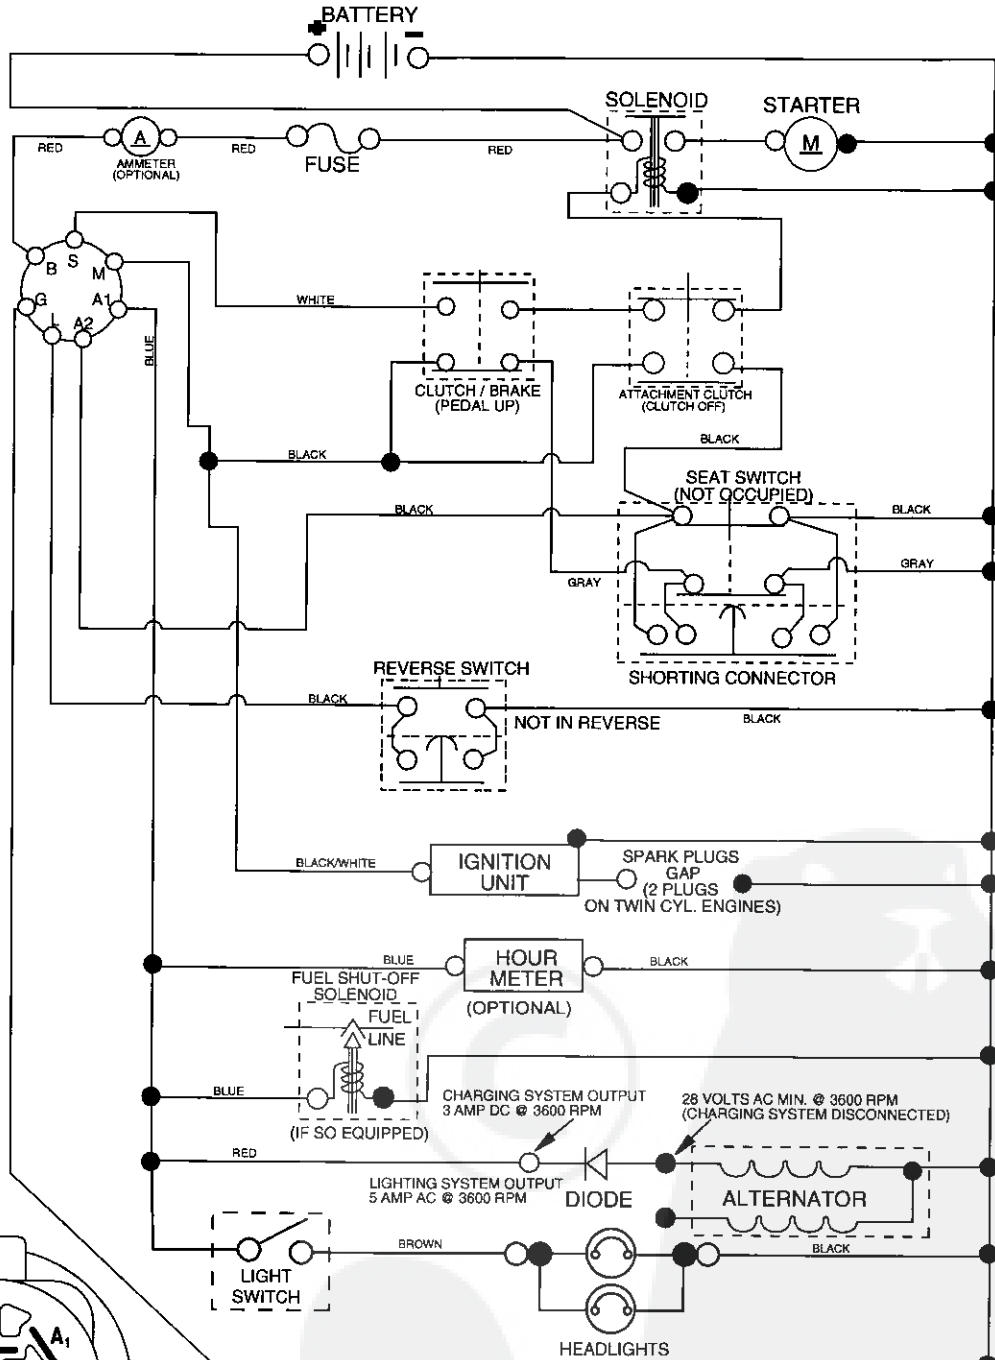 BATTERY
+ -
SOLENOID
STARTER
A
M
RED
AMMETER
(OPTIONAL)
RED
FUSE
RED
B
S
M
G
A1
L
A2
WHITE
BLUE
CLUTCH / BRAKE
(PEDAL UP)
ATTACHMENT CLUTCH
(CLUTCH OFF)
BLACK
BLACK
SEAT SWITCH
(NOT OCCUPIED)
BLACK
BLACK
GRAY
GRAY
SHORTING CONNECTOR
REVERSE SWITCH
BLACK
NOT IN REVERSE
BLACK
BLACK/WHITE
IGNITION
UNIT
SPARK PLUGS
GAP
(2 PLUGS
ON TWIN CYL. ENGINES)
BLUE
HOUR
METER
BLACK
(OPTIONAL)
FUEL SHUT-OFF
SOLENOID
FUEL
LINE
BLUE
(IF SO EQUIPPED)
CHARGING SYSTEM OUTPUT
3 AMP DC @ 3600 RPM
28 VOLTS AC MIN. @ 3600 RPM
(CHARGING SYSTEM DISCONNECTED)
RED
LIGHTING SYSTEM OUTPUT
5 AMP AC @ 3600 RPM
DIODE
ALTERNATOR
BROWN
BLACK
LIGHT
SWITCH
HEADLIGHTS
A1
©